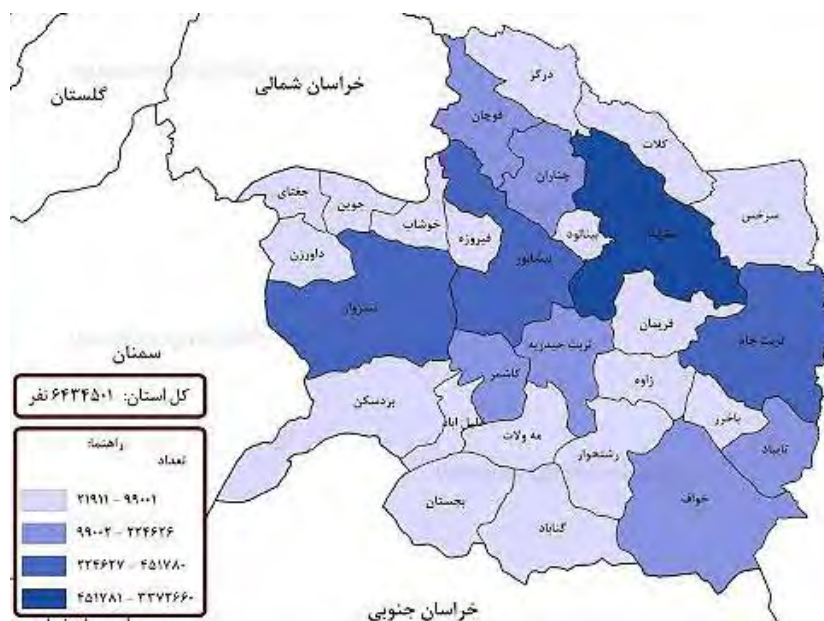 خراسان شمالی
گلستان
درگز
قوچان
کلات
چناران
سرخس
جغتای
جوین
خوشاب
فیروزه
بینالود
مشهد
داورزن
نیشابور
سبزوار
فریمان
تربت جام
تربت حیدریه
سمنان
کاشمر
زاوه
باخرز
تایباد
بردسکن
خلیل اباد
مه ولات
رشتخوار
خواف
بجستان
گناباد
خراسان جنوبی
کل استان: ۶۴۳۴۵۰۱ نفر
راهنما:
تعداد
۲۱۹۱۱ - ۹۹۰۰۱
۹۹۰۰۲ - ۲۲۴۶۲۶
۲۲۴۶۲۷ - ۴۵۱۷۸۰
۴۵۱۷۸۱ - ۳۳۷۲۶۶۰